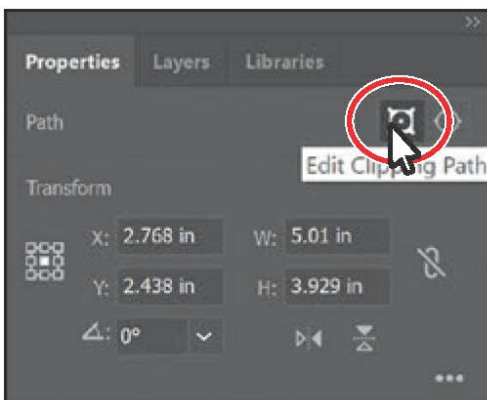 Properties Layers Libraries
Path
Edit Clipping Path
Transform
X: 2.768 in W: 5.01 in
Y: 2.438 in H: 3.929 in
0°